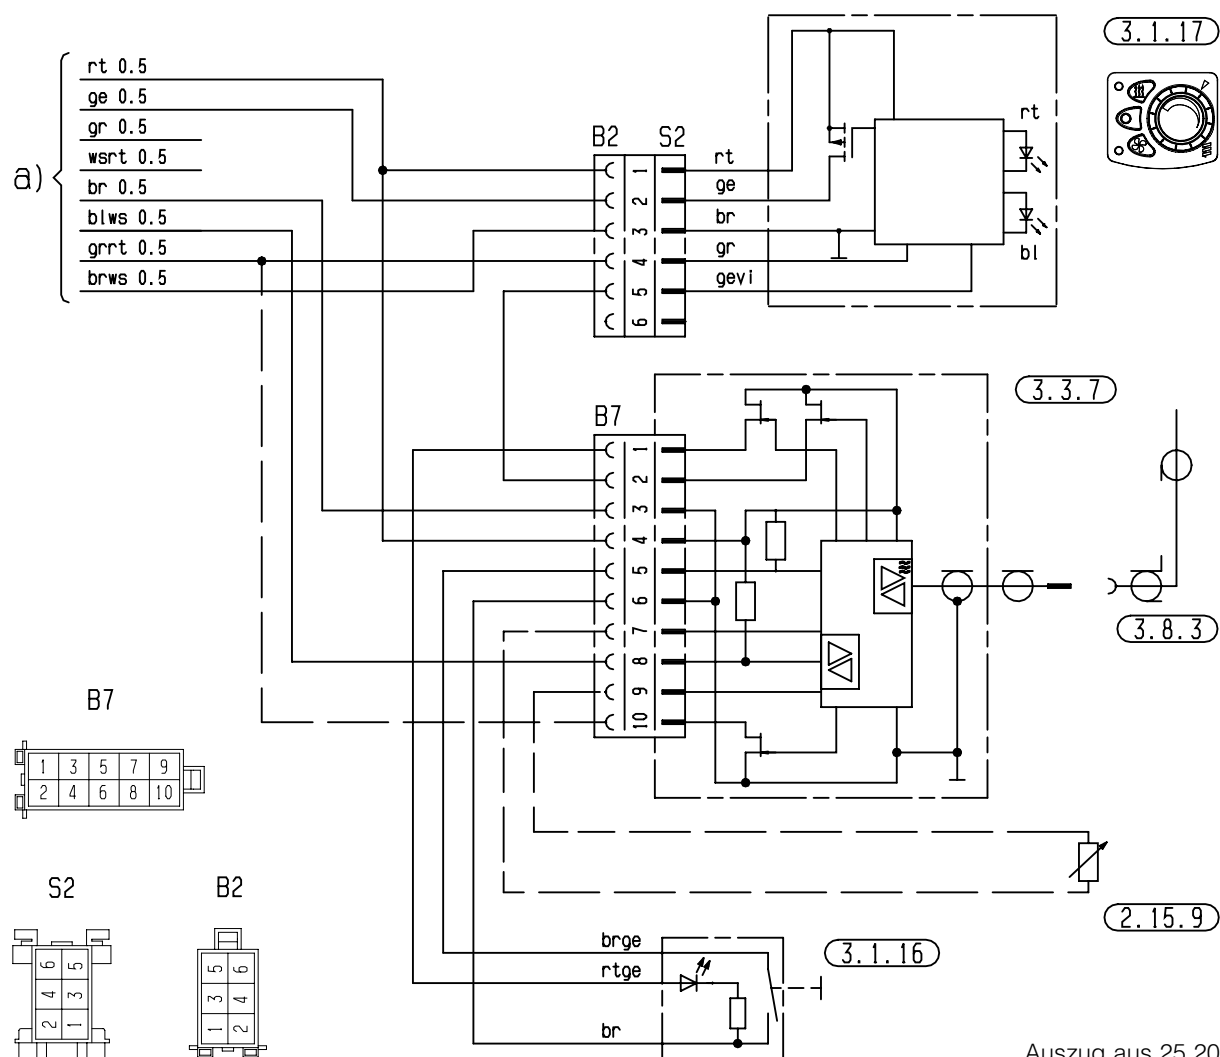 3.1.17
rt 0.5
ge 0.5
gr 0.5
wsrt 0.5
br 0.5
blws 0.5
grrt 0.5
brws 0.5
a)
B2 S2
1
2
3
4
5
6
rt
ge
br
gr
gevi
rt
bl
3.3.7
B7
1
2
3
4
5
6
7
8
9
10
3.8.3
B7
1 3 5 7 9
2 4 6 8 10
2.15.9
S2
6 5
4 3
2 1
B2
5 6
3 4
1 2
brge
rtge
br
3.1.16
Auszug aus 25 20